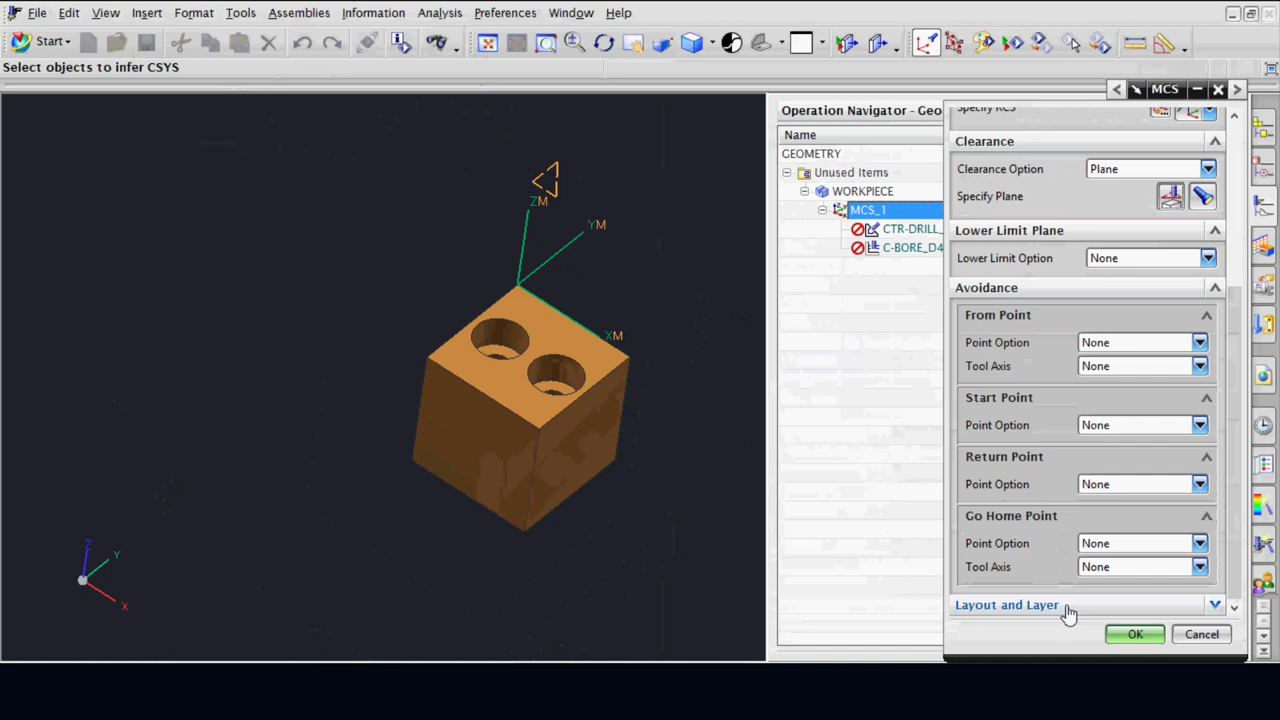 File Edit View Insert Format Tools Assemblies Information Analysis Preferences Window Help
Start
Select objects to infer CSYS
MCS
Operation Navigator - Geo
Name
GEOMETRY
Unused Items
WORKPIECE
MCS_1
CTR-DRILL_
C-BORE_D4
Specify RCS
Clearance
Clearance Option Plane
Specify Plane
Lower Limit Plane
Lower Limit Option None
Avoidance
From Point
Point Option None
Tool Axis None
Start Point
Point Option None
Return Point
Point Option None
Go Home Point
Point Option None
Tool Axis None
Layout and Layer
OK Cancel
ZM
YM
XM
Z
Y
X